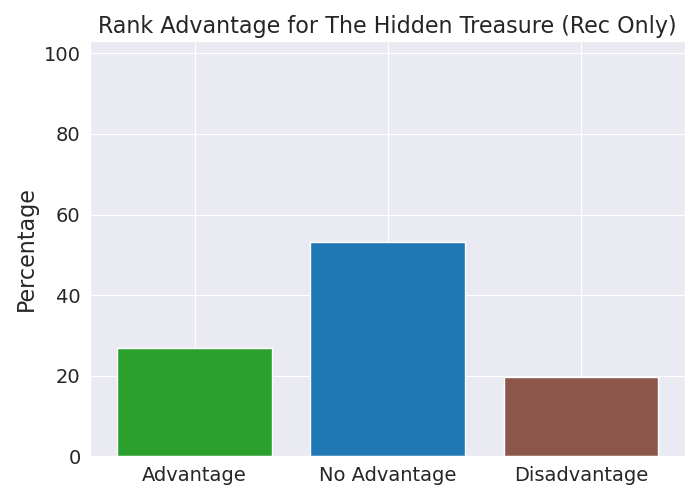 Rank Advantage for The Hidden Treasure (Rec Only)
100
80
60
40
20
0
Percentage
Advantage
No Advantage
Disadvantage